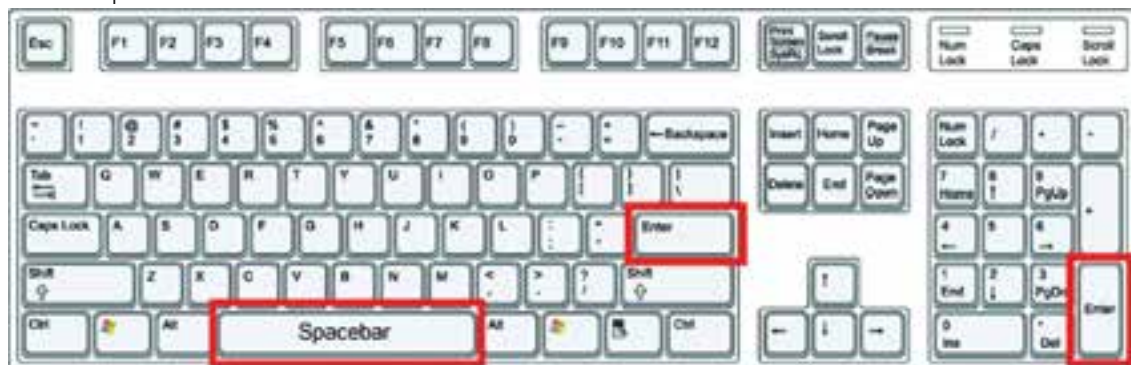 Esc F1 F2 F3 F4 F5 F6 F7 F8 F9 F10 F11 F12 Print Screen SysRq Scroll Lock Pause Break Num Lock Caps Lock Scroll Lock
! 1 @ 2 # 3 $ 4 % 5 ^ 6 & 7 * 8 ( 9 ) 0 ←Backspace Insert Home Page Up Num Lock / -
Tab Q W E R T Y U I O P Delete End Page Down 7 Home 8 ↑ 9 PgUp +
Caps Lock A S D F G H J K L Enter 4 ← 5 6 →
Shift Z X C V B N M < , > . ? / Shift ↑ 1 End 2 ↓ 3 PgDn Enter
Ctrl Alt Spacebar Alt Ctrl ← ↓ → 0 Ins . Del